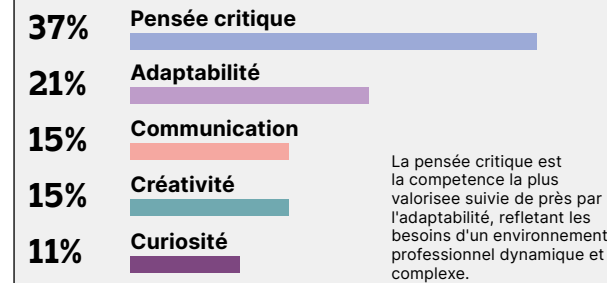 37% Pensée critique
21% Adaptabilité
15% Communication
15% Créativité
11% Curiosité
La pensée critique est
la competence la plus
valorisee suivie de près par
l'adaptabilité, refletant les
besoins d'un environnement
professionnel dynamique et
complexe.